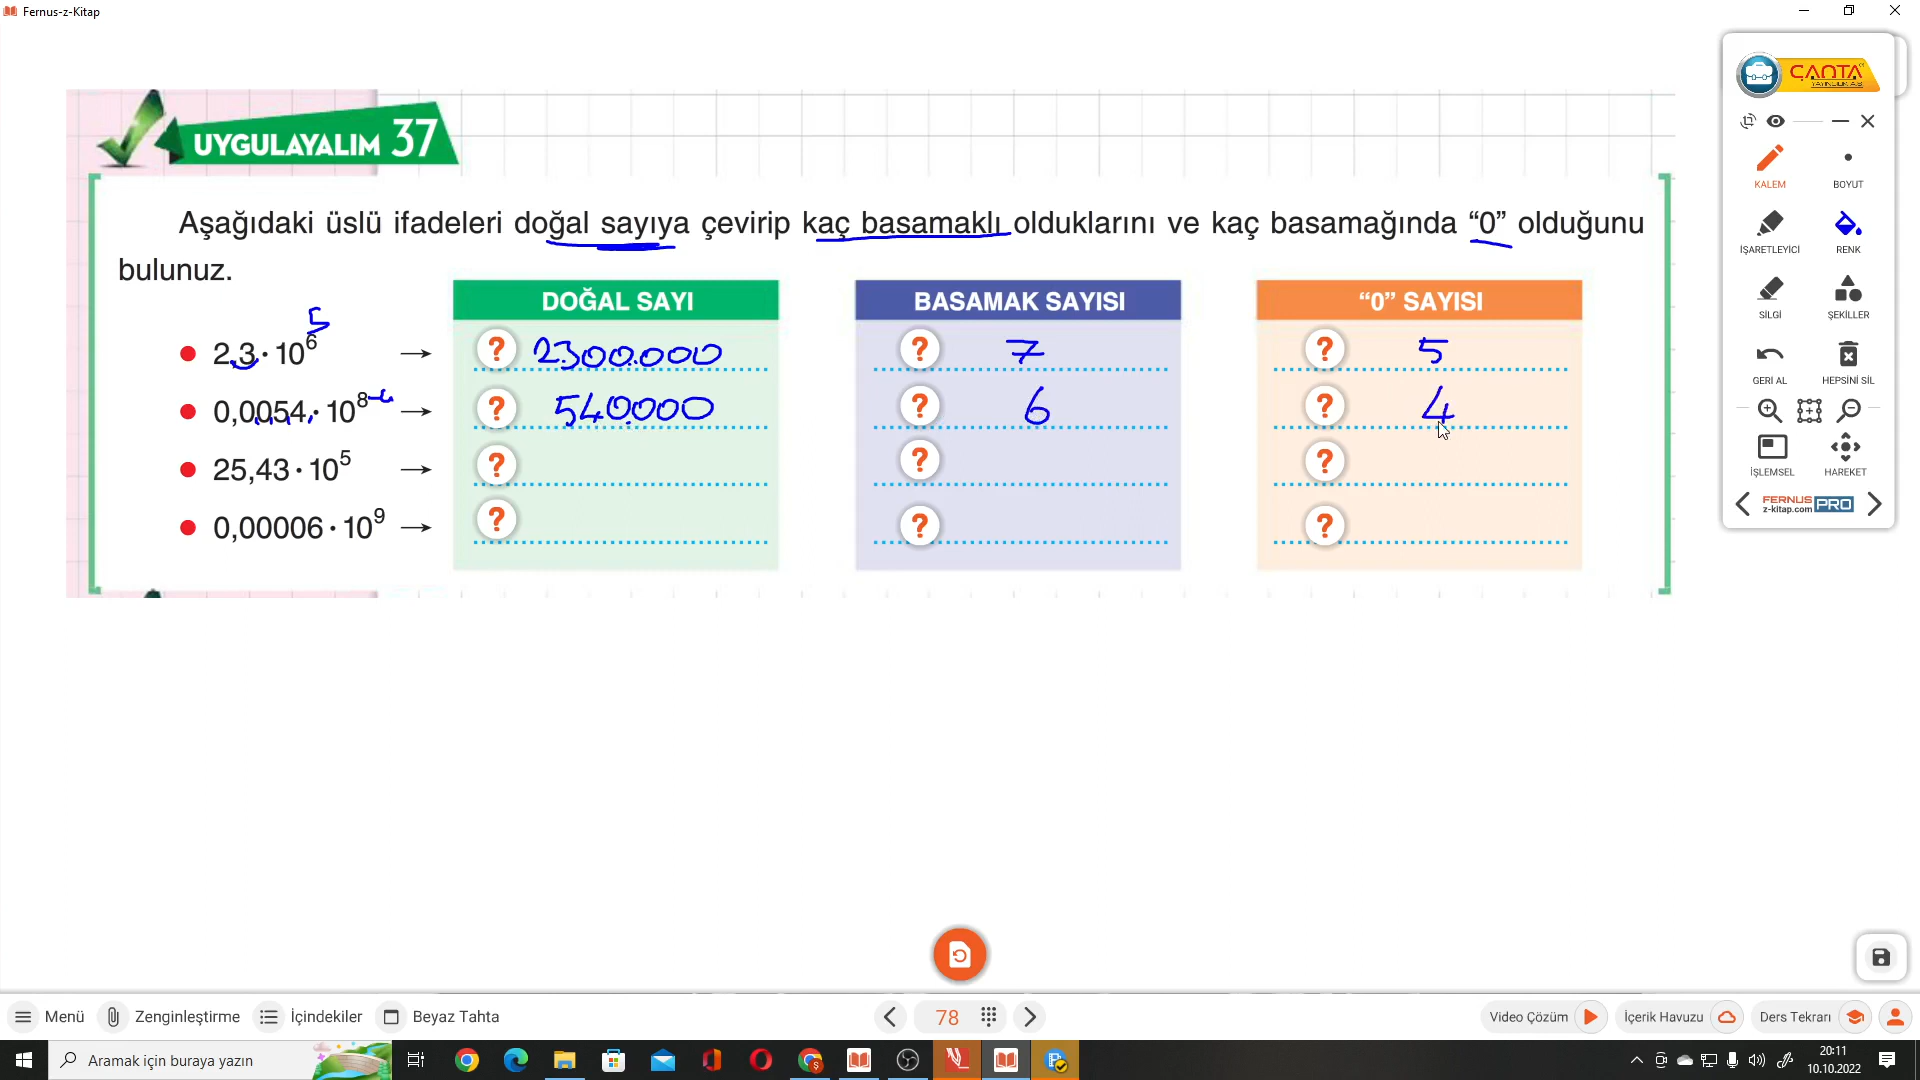 Fernus-z-Kitap
ÇANTA
YAYINCILIK A.Ş.
UYGULAYALIM 37
Aşağıdaki üslü ifadeleri doğal sayıya çevirip kaç basamaklı olduklarını ve kaç basamağında “0” olduğunu
bulunuz.
DOĞAL SAYI
BASAMAK SAYISI
“0” SAYISI
5
2,3 · 10⁶ → ? 2300.000 ? 7 ? 5
0,0054 · 10⁸ ⁻⁴ → ? 540000 ? 6 ? 4
25,43 · 10⁵ → ? ? ?
0,00006 · 10⁹ → ? ? ?
KALEM BOYUT
İŞARETLEYİCİ RENK
SİLGİ ŞEKİLLER
GERİ AL HEPSİNİ SİL
İŞLEMSEL HAREKET
FERNUS
z-kitap.com PRO
Menü Zenginleştirme İçindekiler Beyaz Tahta 78 Video Çözüm İçerik Havuzu Ders Tekrarı
Aramak için buraya yazın
20:11
10.10.2022